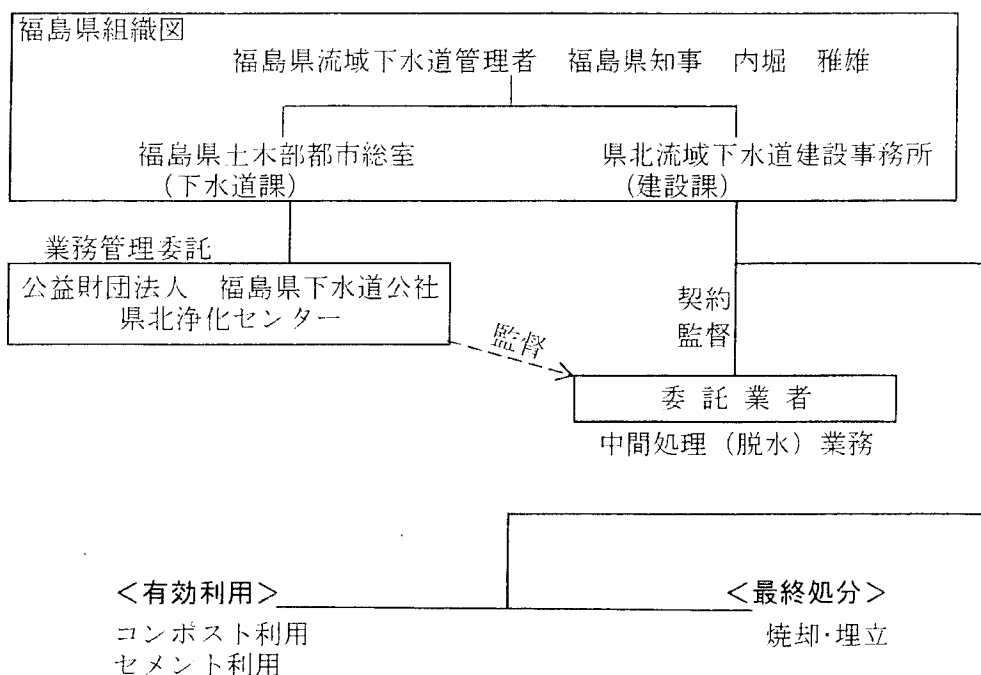 福島県組織図
福島県流域下水道管理者　福島県知事　内堀　雅雄
福島県土木部都市総室
（下水道課）
県北流域下水道建設事務所
（建設課）
業務管理委託
公益財団法人　福島県下水道公社
県北浄化センター
契約
監督
監督
委 託 業 者
中間処理（脱水）業務
＜有効利用＞
コンポスト利用
セメント利用
＜最終処分＞
焼却・埋立